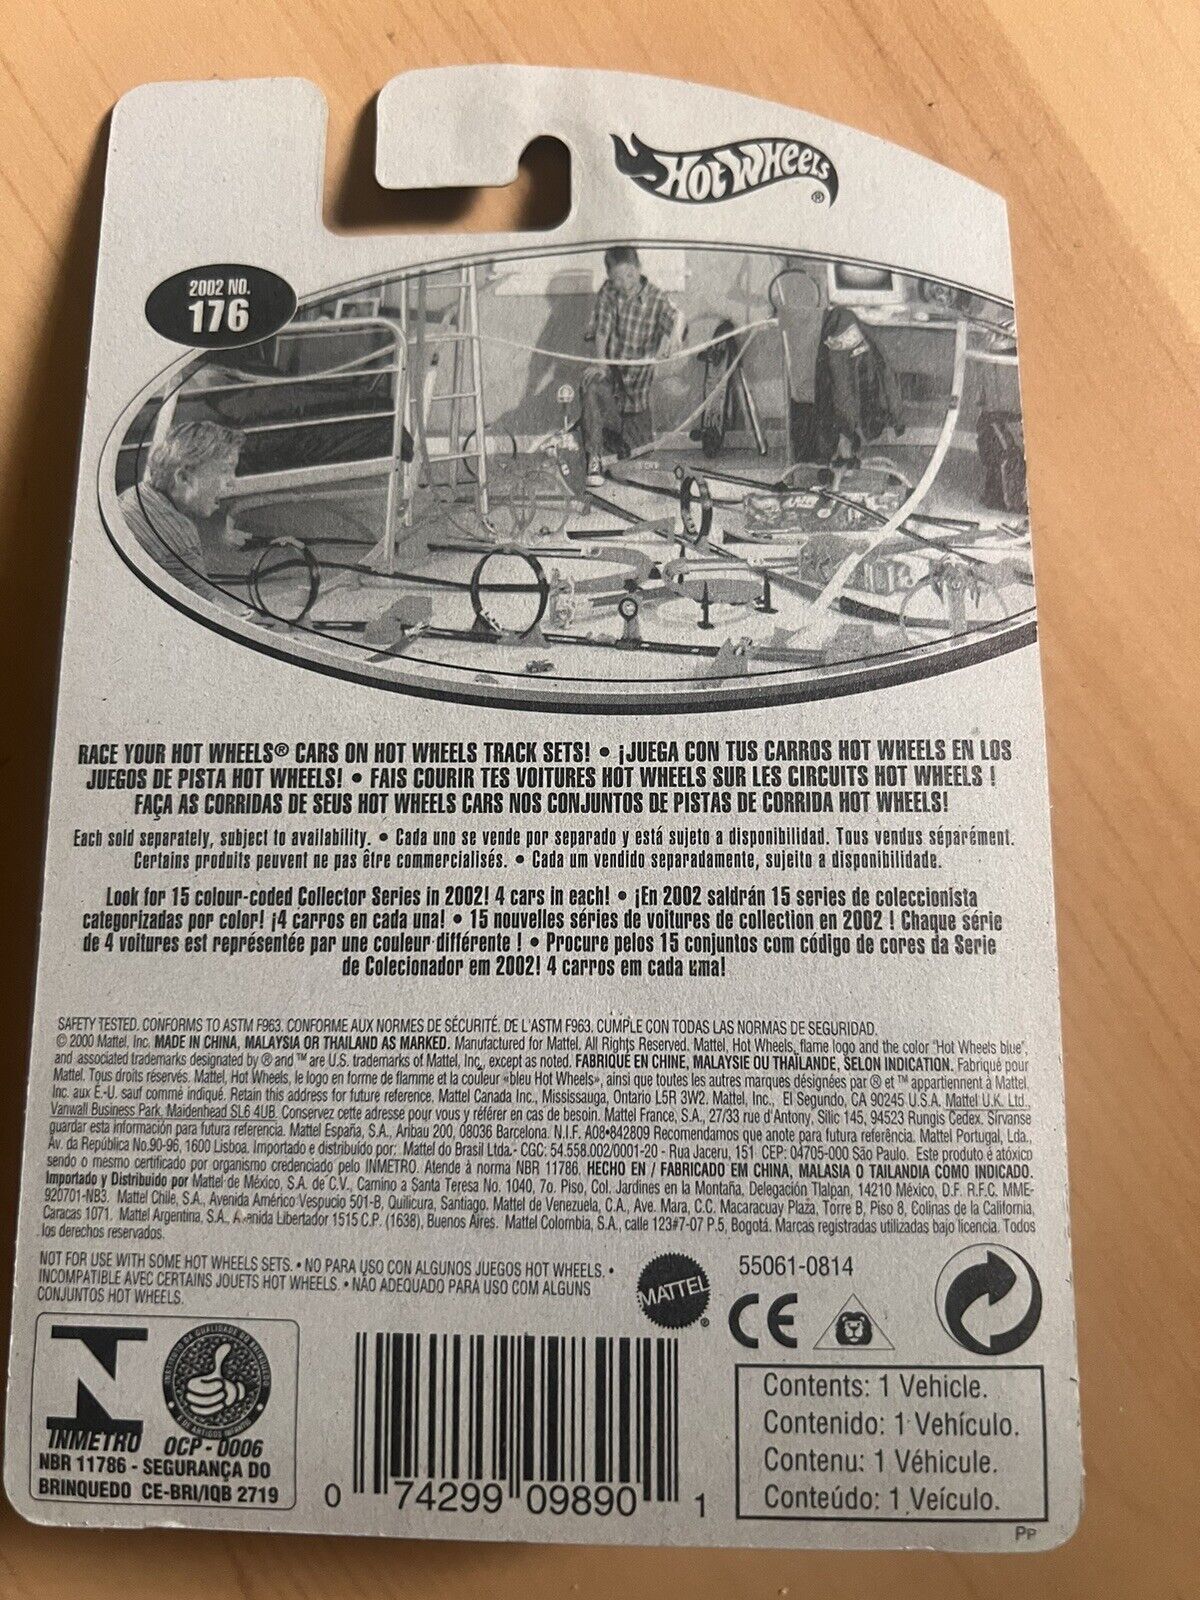 Hot Wheels®
2002 NO.
176
RACE YOUR HOT WHEELS® CARS ON HOT WHEELS TRACK SETS! • ¡JUEGA CON TUS CARROS HOT WHEELS EN LOS
JUEGOS DE PISTA HOT WHEELS! • FAIS COURIR TES VOITURES HOT WHEELS SUR LES CIRCUITS HOT WHEELS !
FAÇA AS CORRIDAS DE SEUS HOT WHEELS CARS NOS CONJUNTOS DE PISTAS DE CORRIDA HOT WHEELS!
Each sold separately, subject to availability. • Cada uno se vende por separado y está sujeto a disponibilidad. Tous vendus séparément.
Certains produits peuvent ne pas être commercialisés. • Cada um vendido separadamente, sujeito a disponibilidade.
Look for 15 colour-coded Collector Series in 2002! 4 cars in each! • ¡En 2002 saldrán 15 series de coleccionista
categorizadas por color! ¡4 carros en cada una! • 15 nouvelles séries de voitures de collection en 2002 ! Chaque série
de 4 voitures est représentée par une couleur différente ! • Procure pelos 15 conjuntos com código de cores da Serie
de Colecionador em 2002! 4 carros em cada uma!
SAFETY TESTED. CONFORMS TO ASTM F963. CONFORME AUX NORMES DE SÉCURITÉ. DE L'ASTM F963. CUMPLE CON TODAS LAS NORMAS DE SEGURIDAD.
© 2000 Mattel, Inc. MADE IN CHINA, MALAYSIA OR THAILAND AS MARKED. Manufactured for Mattel. All Rights Reserved. Mattel, Hot Wheels, flame logo and the color "Hot Wheels blue",
and associated trademarks designated by ® and ™ are U.S. trademarks of Mattel, Inc, except as noted. FABRIQUÉ EN CHINE, MALAYSIE OU THAÏLANDE, SELON INDICATION. Fabriqué pour
Mattel. Tous droits réservés. Mattel, Hot Wheels, le logo en forme de flamme et la couleur «bleu Hot Wheels», ainsi que toutes les autres marques désignées par ® et ™ appartiennent à Mattel,
Inc. aux E.-U. sauf comme indiqué. Retain this address for future reference. Mattel Canada Inc., Mississauga, Ontario L5R 3W2. Mattel, Inc., El Segundo, CA 90245 U.S.A. Mattel U.K. Ltd.,
Vanwall Business Park, Maidenhead SL6 4UB. Conservez cette adresse pour vous y référer en cas de besoin. Mattel France, S.A., 27/33 rue d'Antony, Silic 145, 94523 Rungis Cedex. Sirvanse
guardar esta información para futura referencia. Mattel España, S.A., Aribau 200, 08036 Barcelona. N.I.F. A08•842809 Recomendamos que anote para futura referência. Mattel Portugal, Lda.,
Av. da República No.90-96, 1600 Lisboa. Importado e distribuido por: Mattel do Brasil Ltda.- CGC: 54.558.002/0001-20 - Rua Jaceru, 151 CEP: 04705-000 São Paulo. Este produto é atóxico
sendo o mesmo certificado por organismo credenciado pelo INMETRO. Atende à norma NBR 11786. HECHO EN / FABRICADO EM CHINA, MALASIA O TAILANDIA COMO INDICADO.
Importado y Distribuido por Mattel de México, S.A. de C.V., Camino a Santa Teresa No. 1040, 7o. Piso, Col. Jardines en la Montaña, Delegación Tlalpan, 14210 México, D.F. R.F.C. MME-
920701-NB3. Mattel Chile, S.A., Avenida Américo Vespucio 501-B, Quilicura, Santiago. Mattel de Venezuela, C.A., Ave. Mara, C.C. Macaracuay Plaza, Torre B, Piso 8, Colinas de la California,
Caracas 1071. Mattel Argentina, S.A., Avenida Libertador 1515 C.P. (1638), Buenos Aires. Mattel Colombia, S.A., calle 123#7-07 P.5, Bogotá. Marcas registradas utilizadas bajo licencia. Todos
los derechos reservados.
NOT FOR USE WITH SOME HOT WHEELS SETS. • NO PARA USO CON ALGUNOS JUEGOS HOT WHEELS. •
INCOMPATIBLE AVEC CERTAINS JOUETS HOT WHEELS. • NÃO ADEQUADO PARA USO COM ALGUNS
CONJUNTOS HOT WHEELS.
MATTEL®
55061-0814
CE
INMETRO OCP - 0006
NBR 11786 - SEGURANÇA DO
BRINQUEDO CE-BRI/IQB 2719
0 74299 09890 1
Contents: 1 Vehicle.
Contenido: 1 Vehículo.
Contenu: 1 Véhicule.
Conteúdo: 1 Veículo.
PP